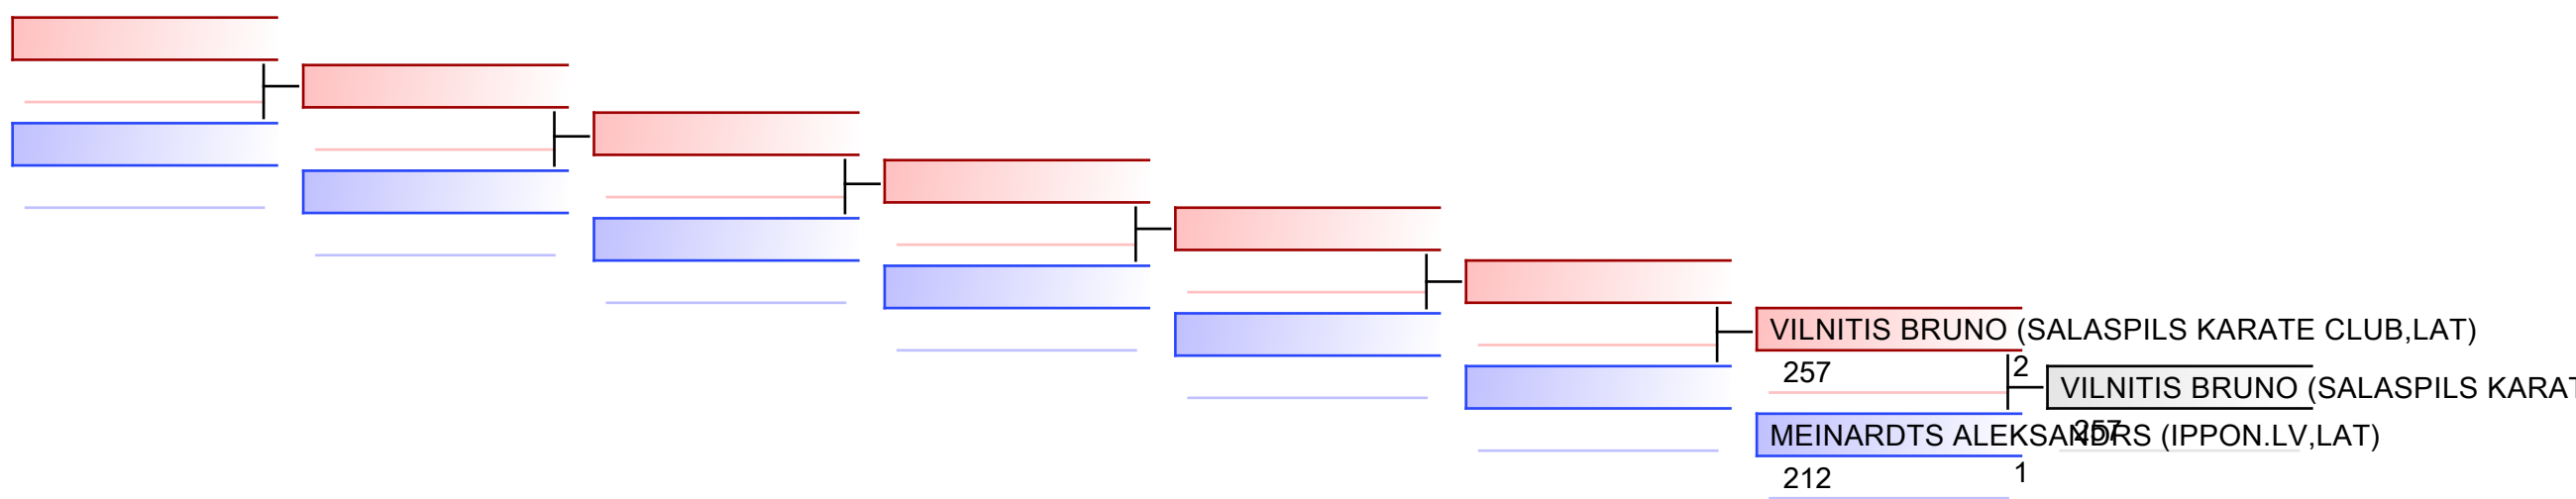 VILNITIS BRUNO (SALASPILS KARATE CLUB,LAT)
257
2
VILNITIS BRUNO (SALASPILS KARAT
257
MEINARDTS ALEKSANDRS (IPPON.LV,LAT)
212
1